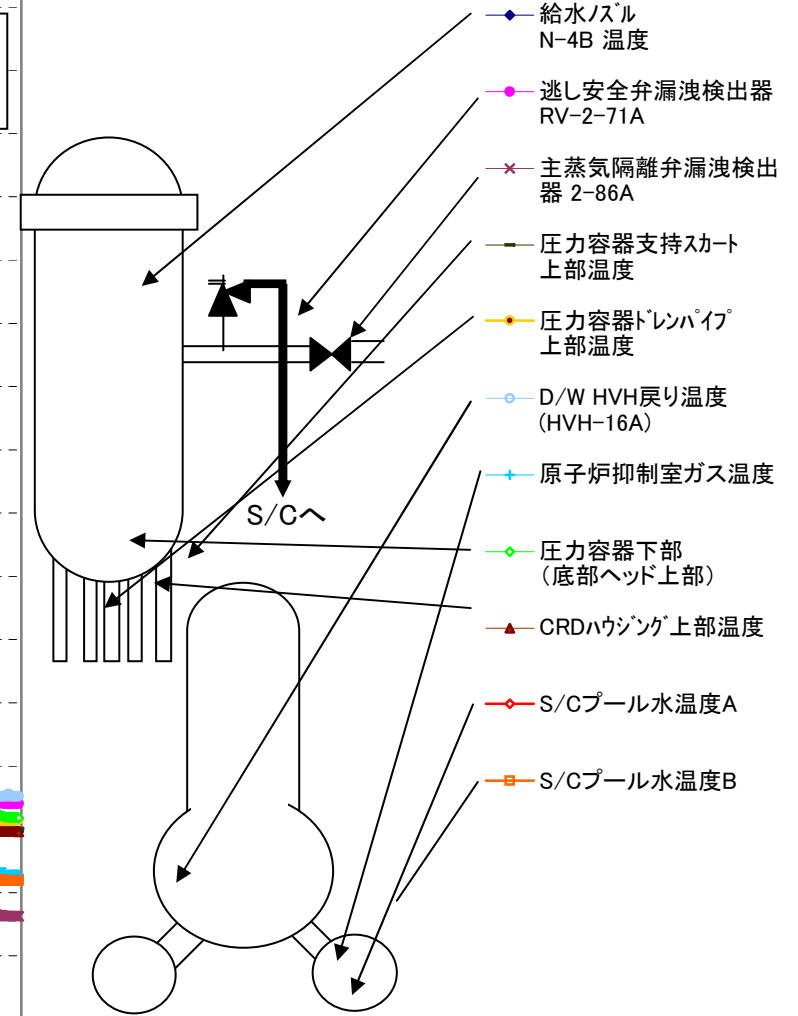 給水ノズル
N-4B 温度
逃し安全弁漏洩検出器
RV-2-71A
主蒸気隔離弁漏洩検出
器 2-86A
圧力容器支持スカート
上部温度
圧力容器ドレンパイプ
上部温度
D/W HVH戻り温度
(HVH-16A)
原子炉抑制室ガス温度
S/Cへ
圧力容器下部
（底部ヘッド上部）
CRDハウジング上部温度
S/Cプール水温度A
S/Cプール水温度B